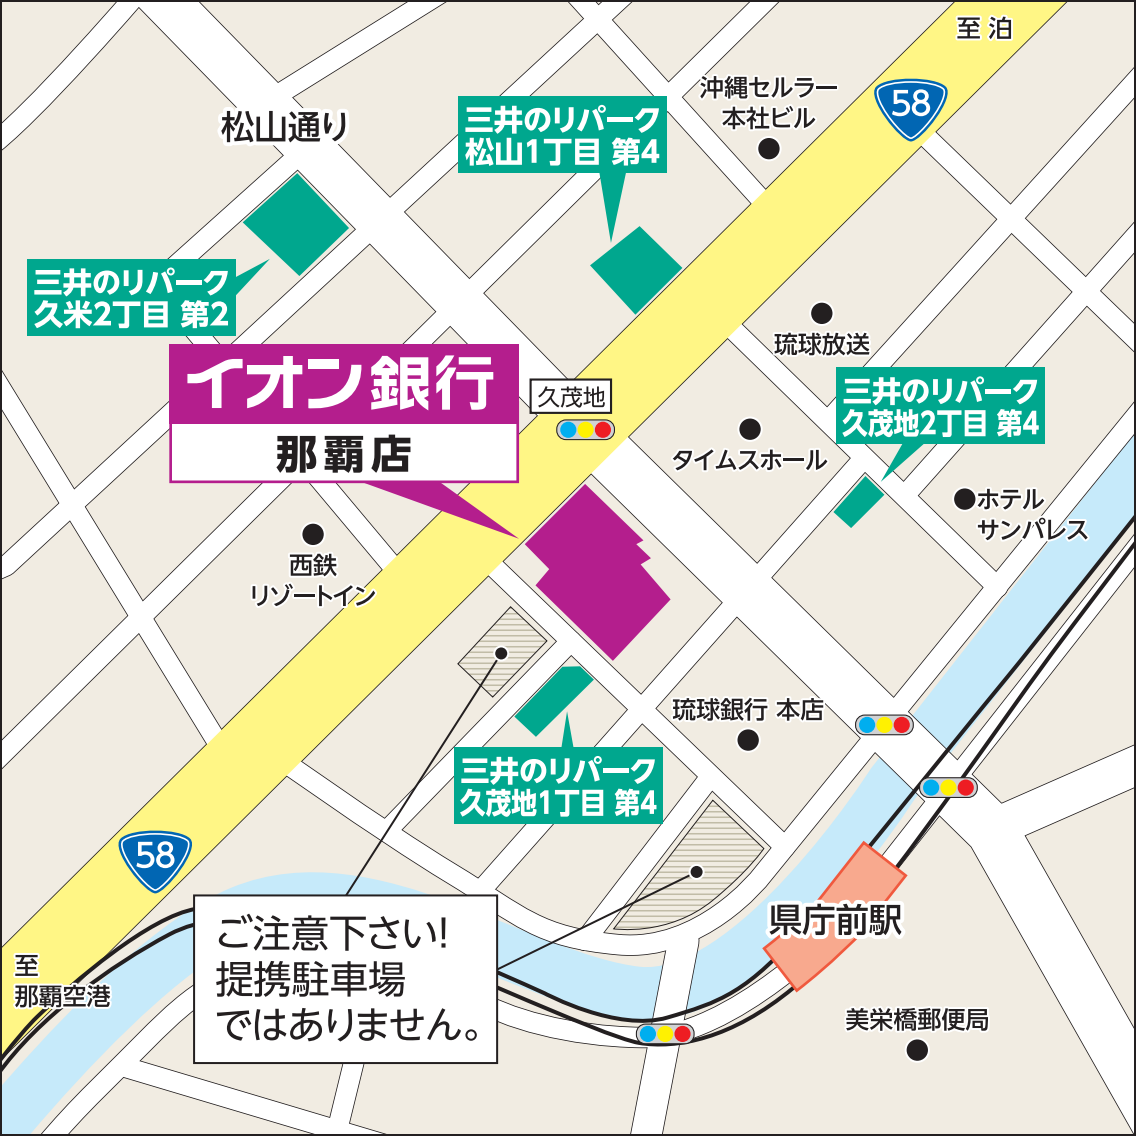 至 泊
58
沖縄セルラー
本社ビル
松山通り
三井のリパーク
松山1丁目 第4
三井のリパーク
久米2丁目 第2
琉球放送
イオン銀行
那覇店
久茂地
三井のリパーク
久茂地2丁目 第4
タイムスホール
ホテル
サンパレス
西鉄
リゾートイン
琉球銀行 本店
三井のリパーク
久茂地1丁目 第4
58
ご注意下さい!
提携駐車場
ではありません。
県庁前駅
至
那覇空港
美栄橋郵便局